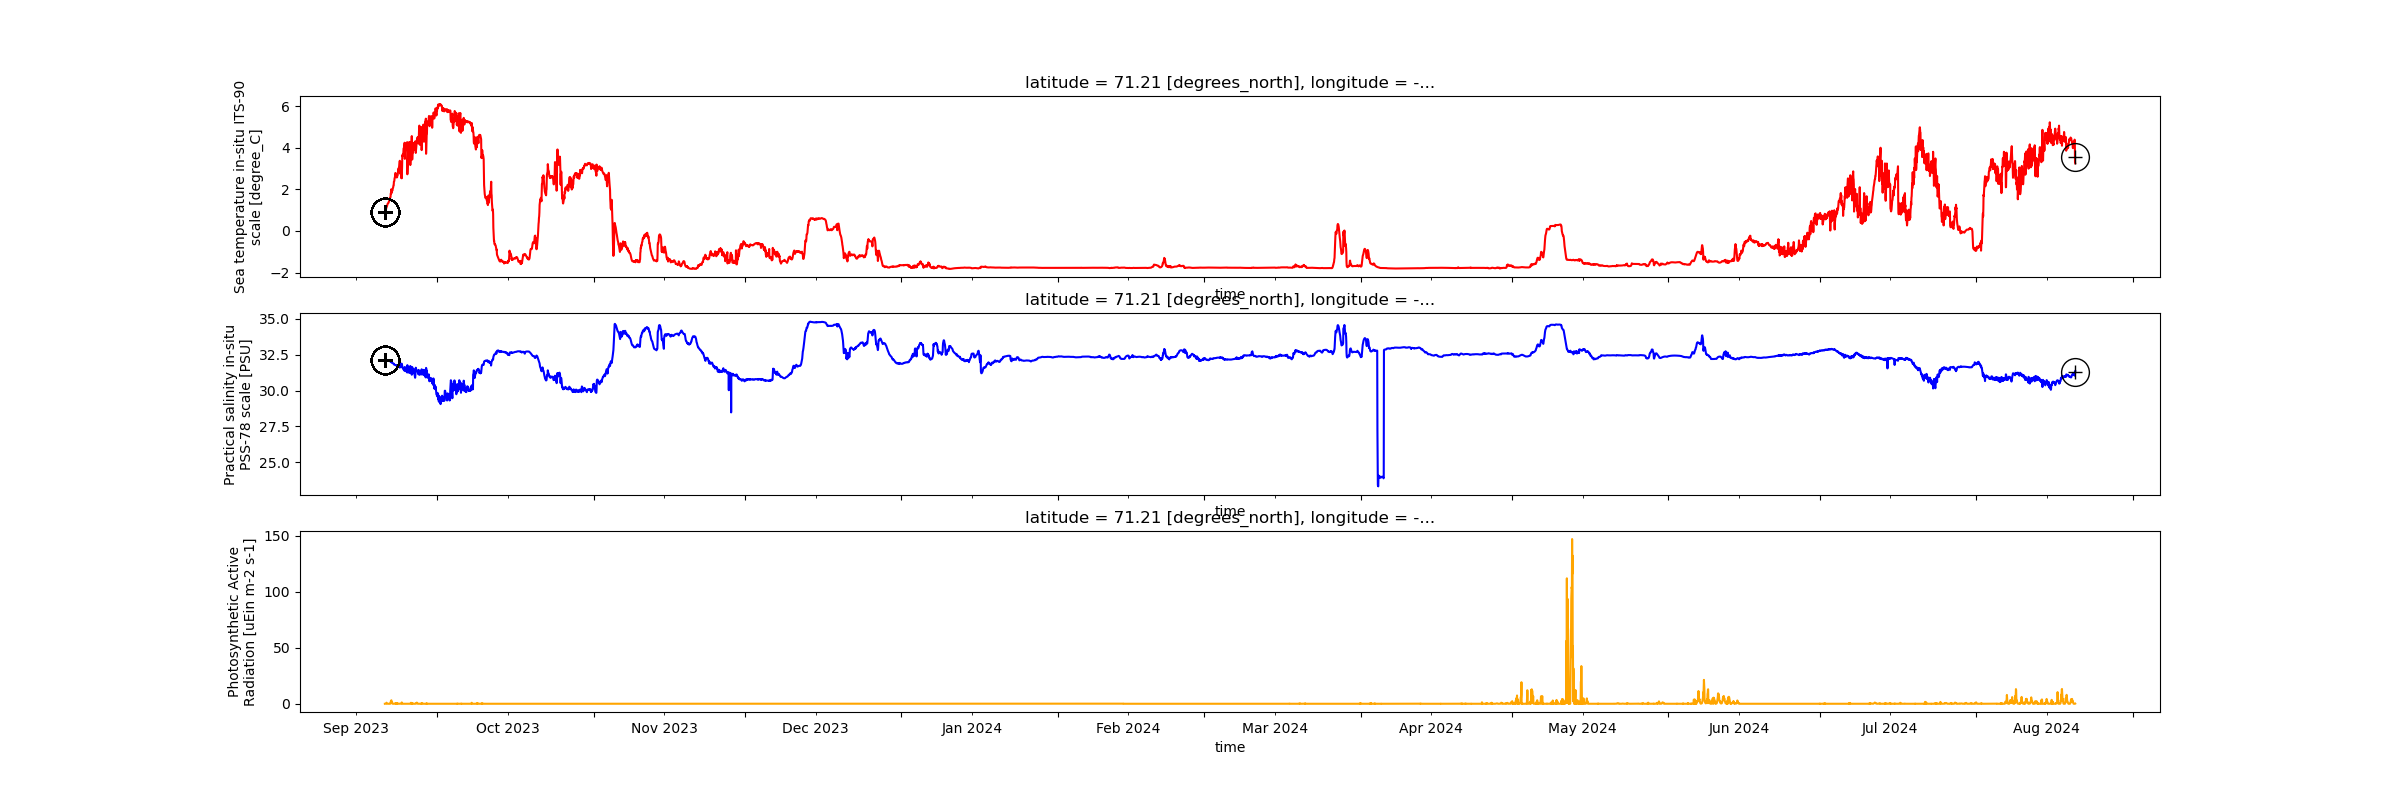 latitude = 71.21 [degrees_north], longitude = -...
Sea temperature in-situ ITS-90
scale [degree_C]
6
4
2
0
−2
time
latitude = 71.21 [degrees_north], longitude = -...
Practical salinity in-situ
PSS-78 scale [PSU]
35.0
32.5
30.0
27.5
25.0
time
latitude = 71.21 [degrees_north], longitude = -...
Photosynthetic Active
Radiation [uEin m-2 s-1]
150
100
50
0
Sep 2023 Oct 2023 Nov 2023 Dec 2023 Jan 2024 Feb 2024 Mar 2024 Apr 2024 May 2024 Jun 2024 Jul 2024 Aug 2024
time